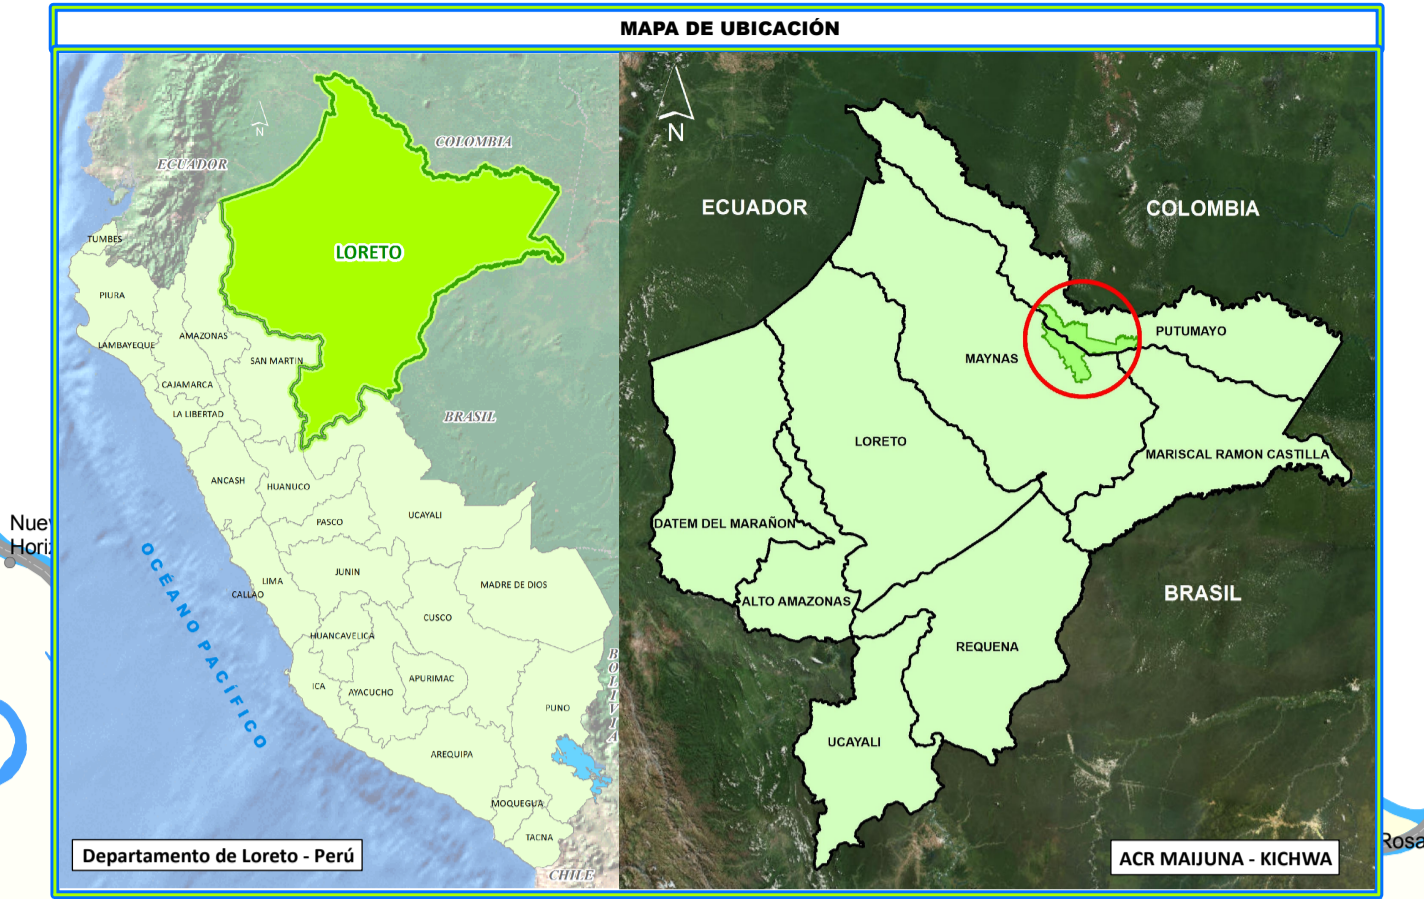 MAPA DE UBICACIÓN
N
COLOMBIA
ECUADOR
LORETO
TUMBES
PIURA
LAMBAYEQUE
AMAZONAS
SAN MARTIN
CAJAMARCA
LA LIBERTAD
BRASIL
ANCASH
HUANUCO
PASCO
UCAYALI
LIMA
CALLAO
JUNIN
MADRE DE DIOS
CUSCO
HUANCAVELICA
ICA
AYACUCHO
APURIMAC
PUNO
AREQUIPA
MOQUEGUA
TACNA
OCÉANO PACÍFICO
BOLIVIA
CHILE
Departamento de Loreto - Perú
N
ECUADOR
COLOMBIA
PUTUMAYO
MAYNAS
LORETO
MARISCAL RAMON CASTILLA
DATEM DEL MARAÑON
ALTO AMAZONAS
BRASIL
REQUENA
UCAYALI
ACR MAIJUNA - KICHWA
Nuev
Hori
Rosa